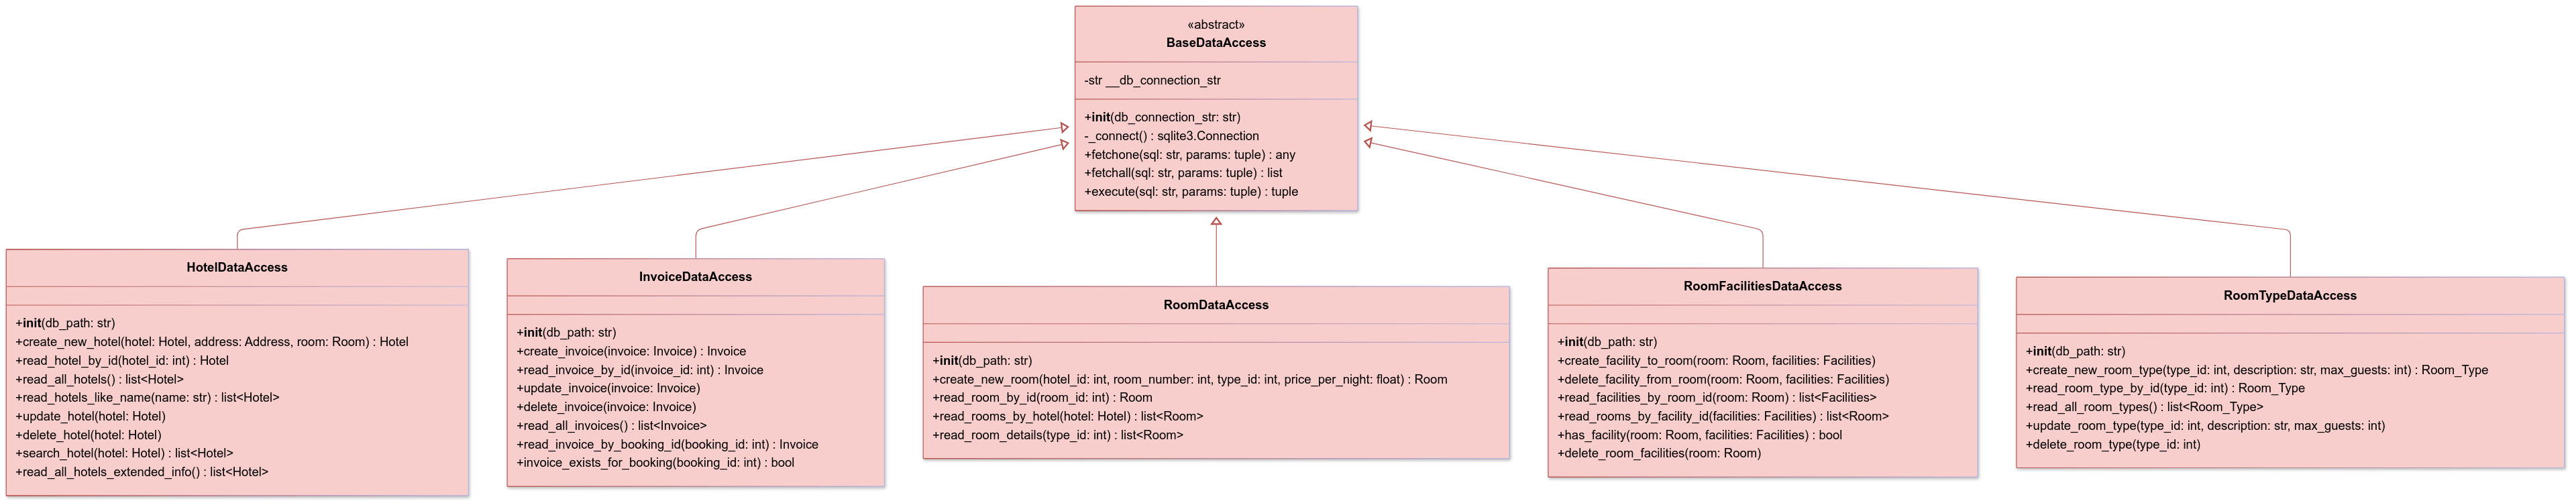 «abstract»
BaseDataAccess
-str __db_connection_str
+init(db_connection_str: str)
-_connect() : sqlite3.Connection
+fetchone(sql: str, params: tuple) : any
+fetchall(sql: str, params: tuple) : list
+execute(sql: str, params: tuple) : tuple
HotelDataAccess
+init(db_path: str)
+create_new_hotel(hotel: Hotel, address: Address, room: Room) : Hotel
+read_hotel_by_id(hotel_id: int) : Hotel
+read_all_hotels() : list<Hotel>
+read_hotels_like_name(name: str) : list<Hotel>
+update_hotel(hotel: Hotel)
+delete_hotel(hotel: Hotel)
+search_hotel(hotel: Hotel) : list<Hotel>
+read_all_hotels_extended_info() : list<Hotel>
InvoiceDataAccess
+init(db_path: str)
+create_invoice(invoice: Invoice) : Invoice
+read_invoice_by_id(invoice_id: int) : Invoice
+update_invoice(invoice: Invoice)
+delete_invoice(invoice: Invoice)
+read_all_invoices() : list<Invoice>
+read_invoice_by_booking_id(booking_id: int) : Invoice
+invoice_exists_for_booking(booking_id: int) : bool
RoomDataAccess
+init(db_path: str)
+create_new_room(hotel_id: int, room_number: int, type_id: int, price_per_night: float) : Room
+read_room_by_id(room_id: int) : Room
+read_rooms_by_hotel(hotel: Hotel) : list<Room>
+read_room_details(type_id: int) : list<Room>
RoomFacilitiesDataAccess
+init(db_path: str)
+create_facility_to_room(room: Room, facilities: Facilities)
+delete_facility_from_room(room: Room, facilities: Facilities)
+read_facilities_by_room_id(room: Room) : list<Facilities>
+read_rooms_by_facility_id(facilities: Facilities) : list<Room>
+has_facility(room: Room, facilities: Facilities) : bool
+delete_room_facilities(room: Room)
RoomTypeDataAccess
+init(db_path: str)
+create_new_room_type(type_id: int, description: str, max_guests: int) : Room_Type
+read_room_type_by_id(type_id: int) : Room_Type
+read_all_room_types() : list<Room_Type>
+update_room_type(type_id: int, description: str, max_guests: int)
+delete_room_type(type_id: int)